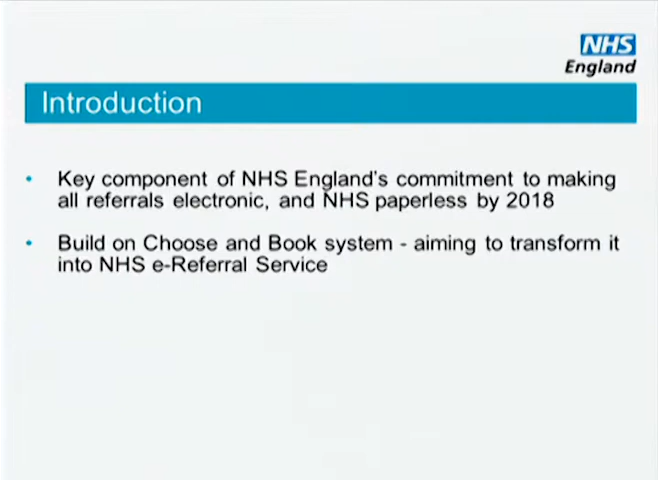 NHS
England
Introduction
• Key component of NHS England's commitment to making
all referrals electronic, and NHS paperless by 2018
• Build on Choose and Book system - aiming to transform it
into NHS e-Referral Service